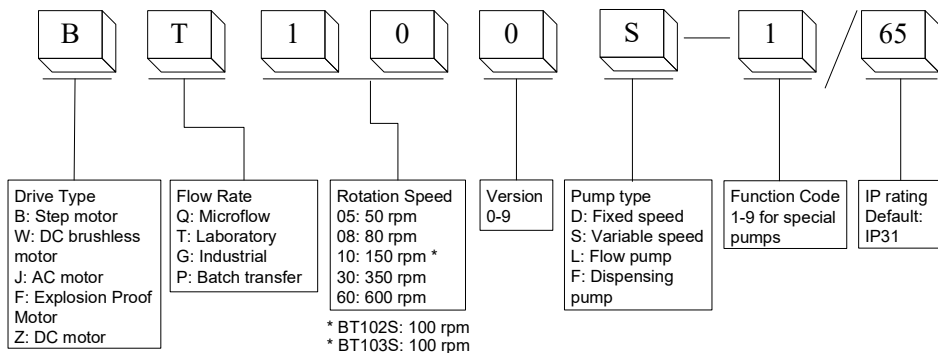 B T 1 0 0 S — 1 / 65
Drive Type
B: Step motor
W: DC brushless
motor
J: AC motor
F: Explosion Proof
Motor
Z: DC motor
Flow Rate
Q: Microflow
T: Laboratory
G: Industrial
P: Batch transfer
Rotation Speed
05: 50 rpm
08: 80 rpm
10: 150 rpm *
30: 350 rpm
60: 600 rpm
* BT102S: 100 rpm
* BT103S: 100 rpm
Version
0-9
Pump type
D: Fixed speed
S: Variable speed
L: Flow pump
F: Dispensing
pump
Function Code
1-9 for special
pumps
IP rating
Default:
IP31